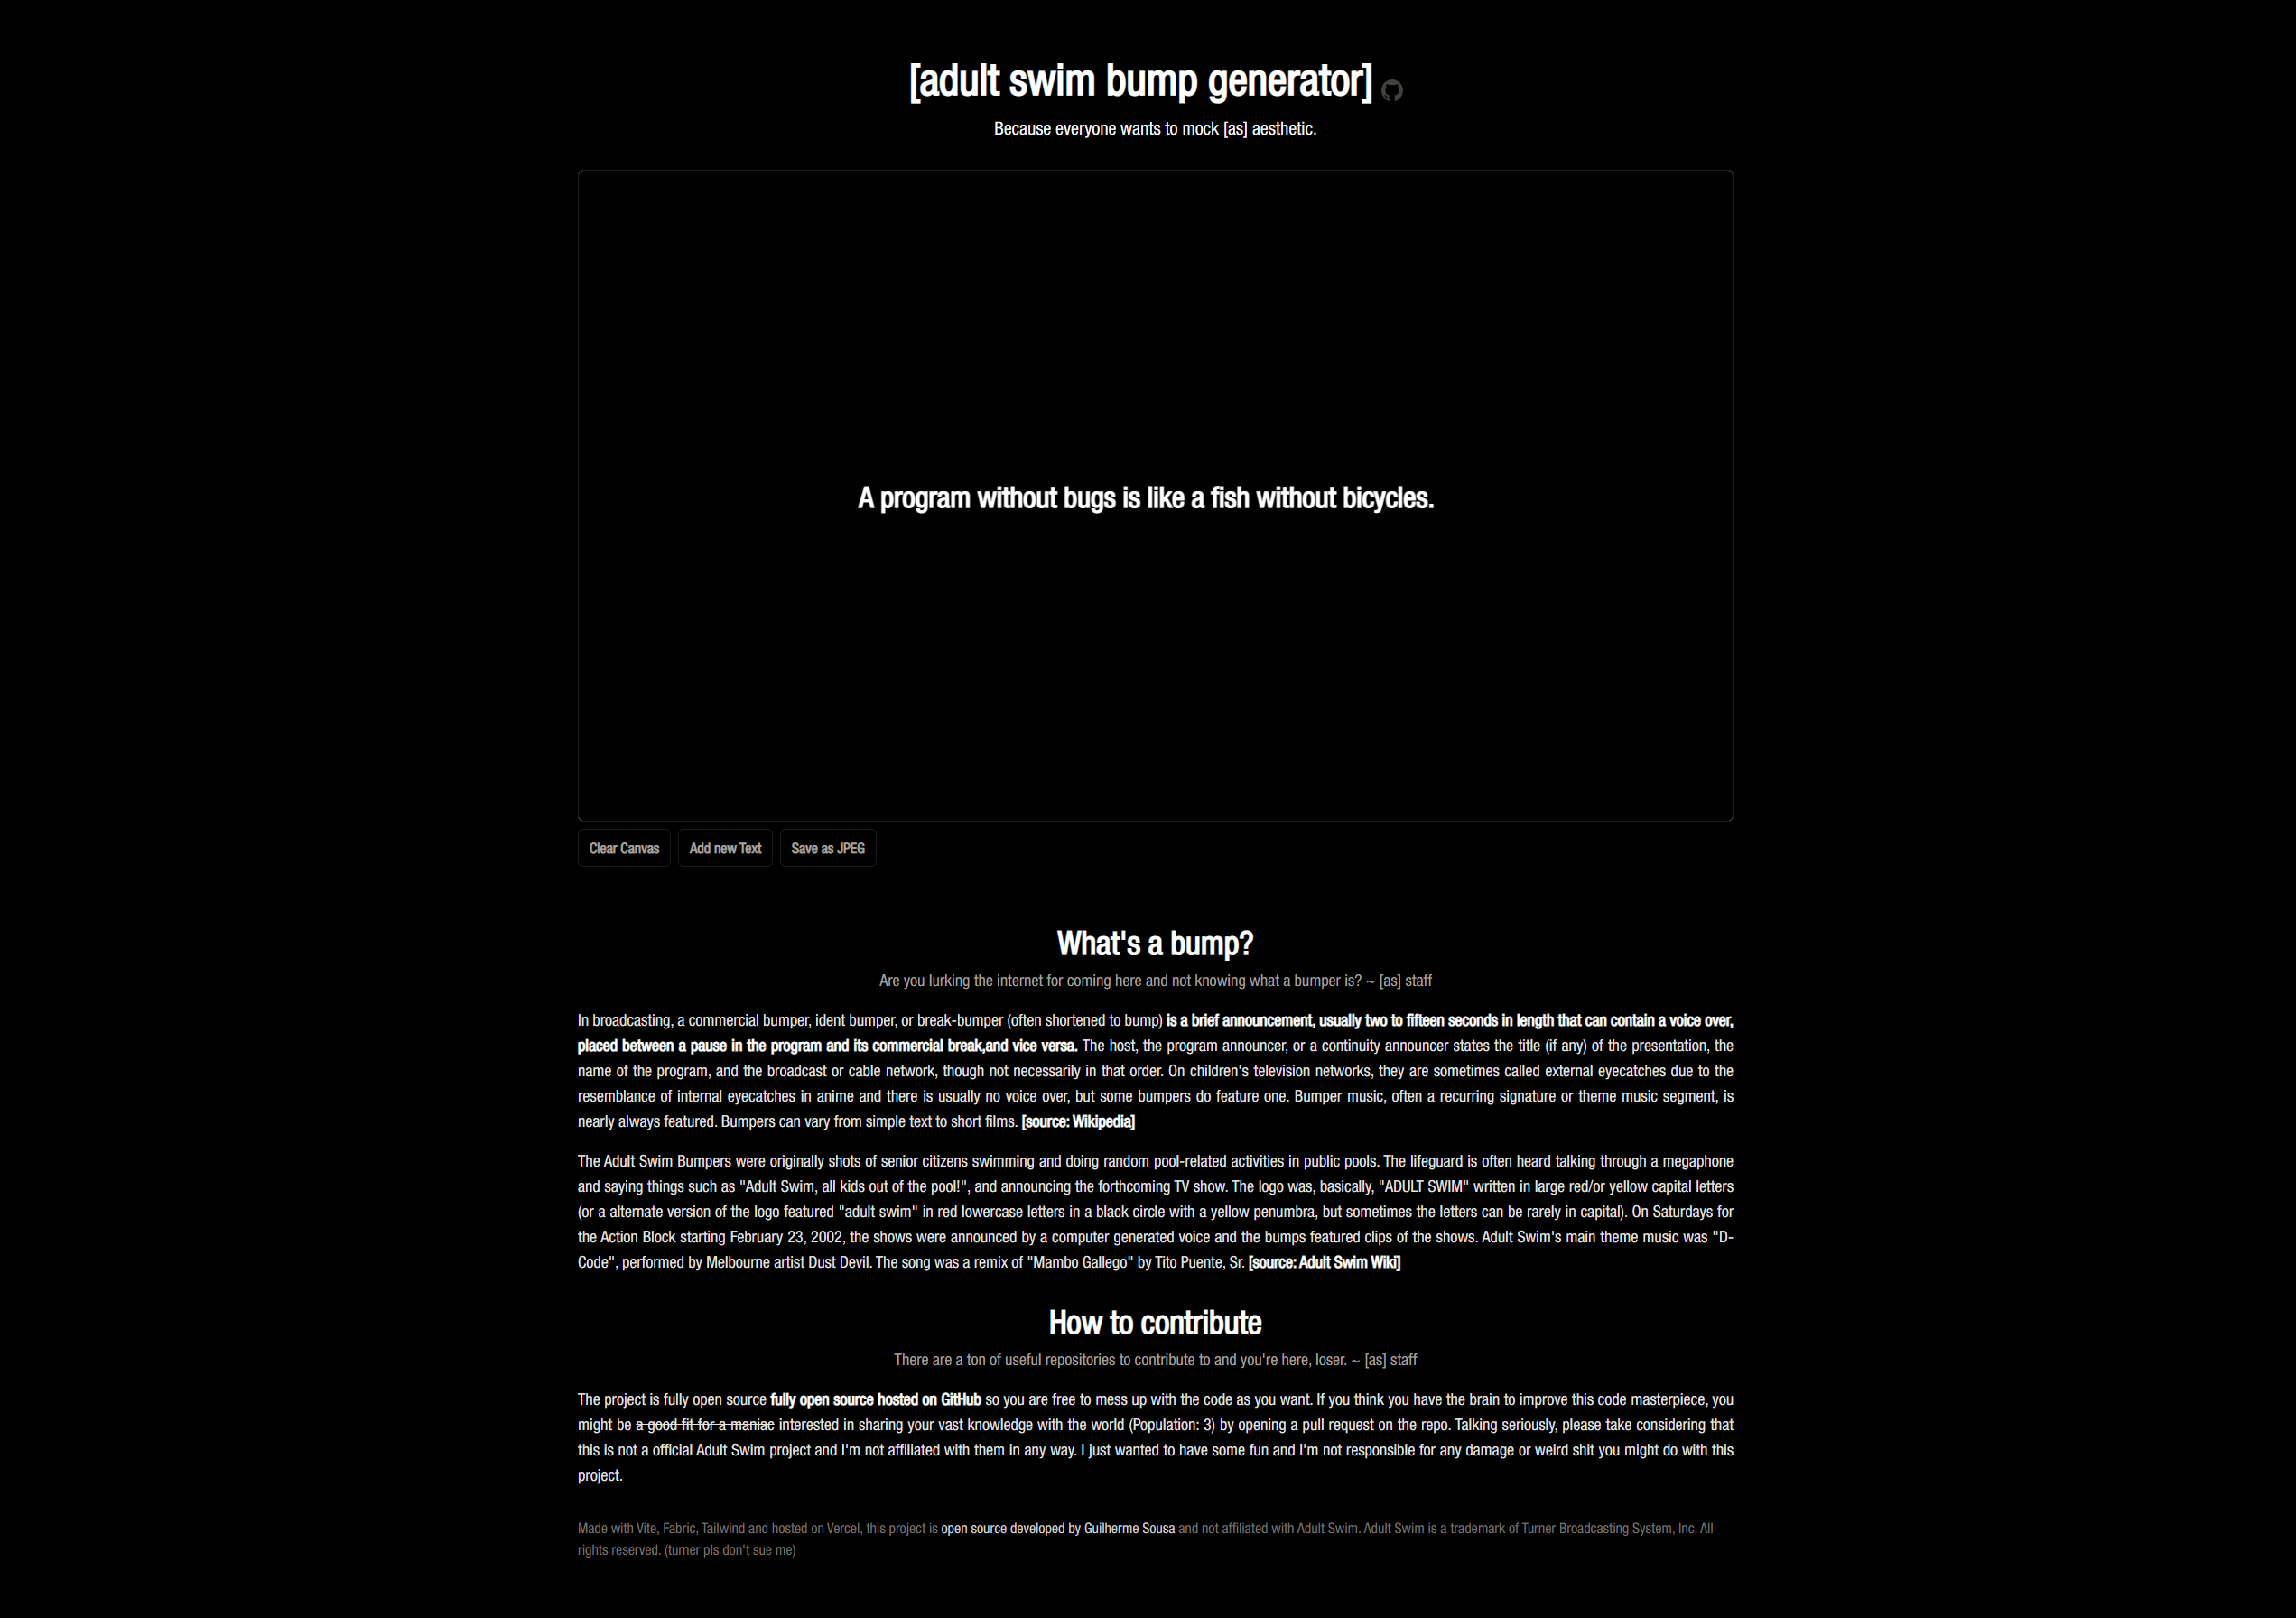 [adult swim bump generator]
Because everyone wants to mock [as] aesthetic.
A program without bugs is like a fish without bicycles.
Clear Canvas
Add new Text
Save as JPEG
What's a bump?
Are you lurking the internet for coming here and not knowing what a bumper is? ~ [as] staff
In broadcasting, a commercial bumper, ident bumper, or break-bumper (often shortened to bump) is a brief announcement, usually two to fifteen seconds in length that can contain a voice over,
placed between a pause in the program and its commercial break,and vice versa. The host, the program announcer, or a continuity announcer states the title (if any) of the presentation, the
name of the program, and the broadcast or cable network, though not necessarily in that order. On children's television networks, they are sometimes called external eyecatches due to the
resemblance of internal eyecatches in anime and there is usually no voice over, but some bumpers do feature one. Bumper music, often a recurring signature or theme music segment, is
nearly always featured. Bumpers can vary from simple text to short films. [source: Wikipedia]
The Adult Swim Bumpers were originally shots of senior citizens swimming and doing random pool-related activities in public pools. The lifeguard is often heard talking through a megaphone
and saying things such as "Adult Swim, all kids out of the pool!", and announcing the forthcoming TV show. The logo was, basically, "ADULT SWIM" written in large red/or yellow capital letters
(or a alternate version of the logo featured "adult swim" in red lowercase letters in a black circle with a yellow penumbra, but sometimes the letters can be rarely in capital). On Saturdays for
the Action Block starting February 23, 2002, the shows were announced by a computer generated voice and the bumps featured clips of the shows. Adult Swim's main theme music was "D-
Code", performed by Melbourne artist Dust Devil. The song was a remix of "Mambo Gallego" by Tito Puente, Sr. [source: Adult Swim Wiki]
How to contribute
There are a ton of useful repositories to contribute to and you're here, loser. ~ [as] staff
The project is fully open source fully open source hosted on GitHub so you are free to mess up with the code as you want. If you think you have the brain to improve this code masterpiece, you
might be a good fit for a maniac interested in sharing your vast knowledge with the world (Population: 3) by opening a pull request on the repo. Talking seriously, please take considering that
this is not a official Adult Swim project and I'm not affiliated with them in any way. I just wanted to have some fun and I'm not responsible for any damage or weird shit you might do with this
project.
Made with Vite, Fabric, Tailwind and hosted on Vercel, this project is open source developed by Guilherme Sousa and not affiliated with Adult Swim. Adult Swim is a trademark of Turner Broadcasting System, Inc. All
rights reserved. (turner pls don't sue me)